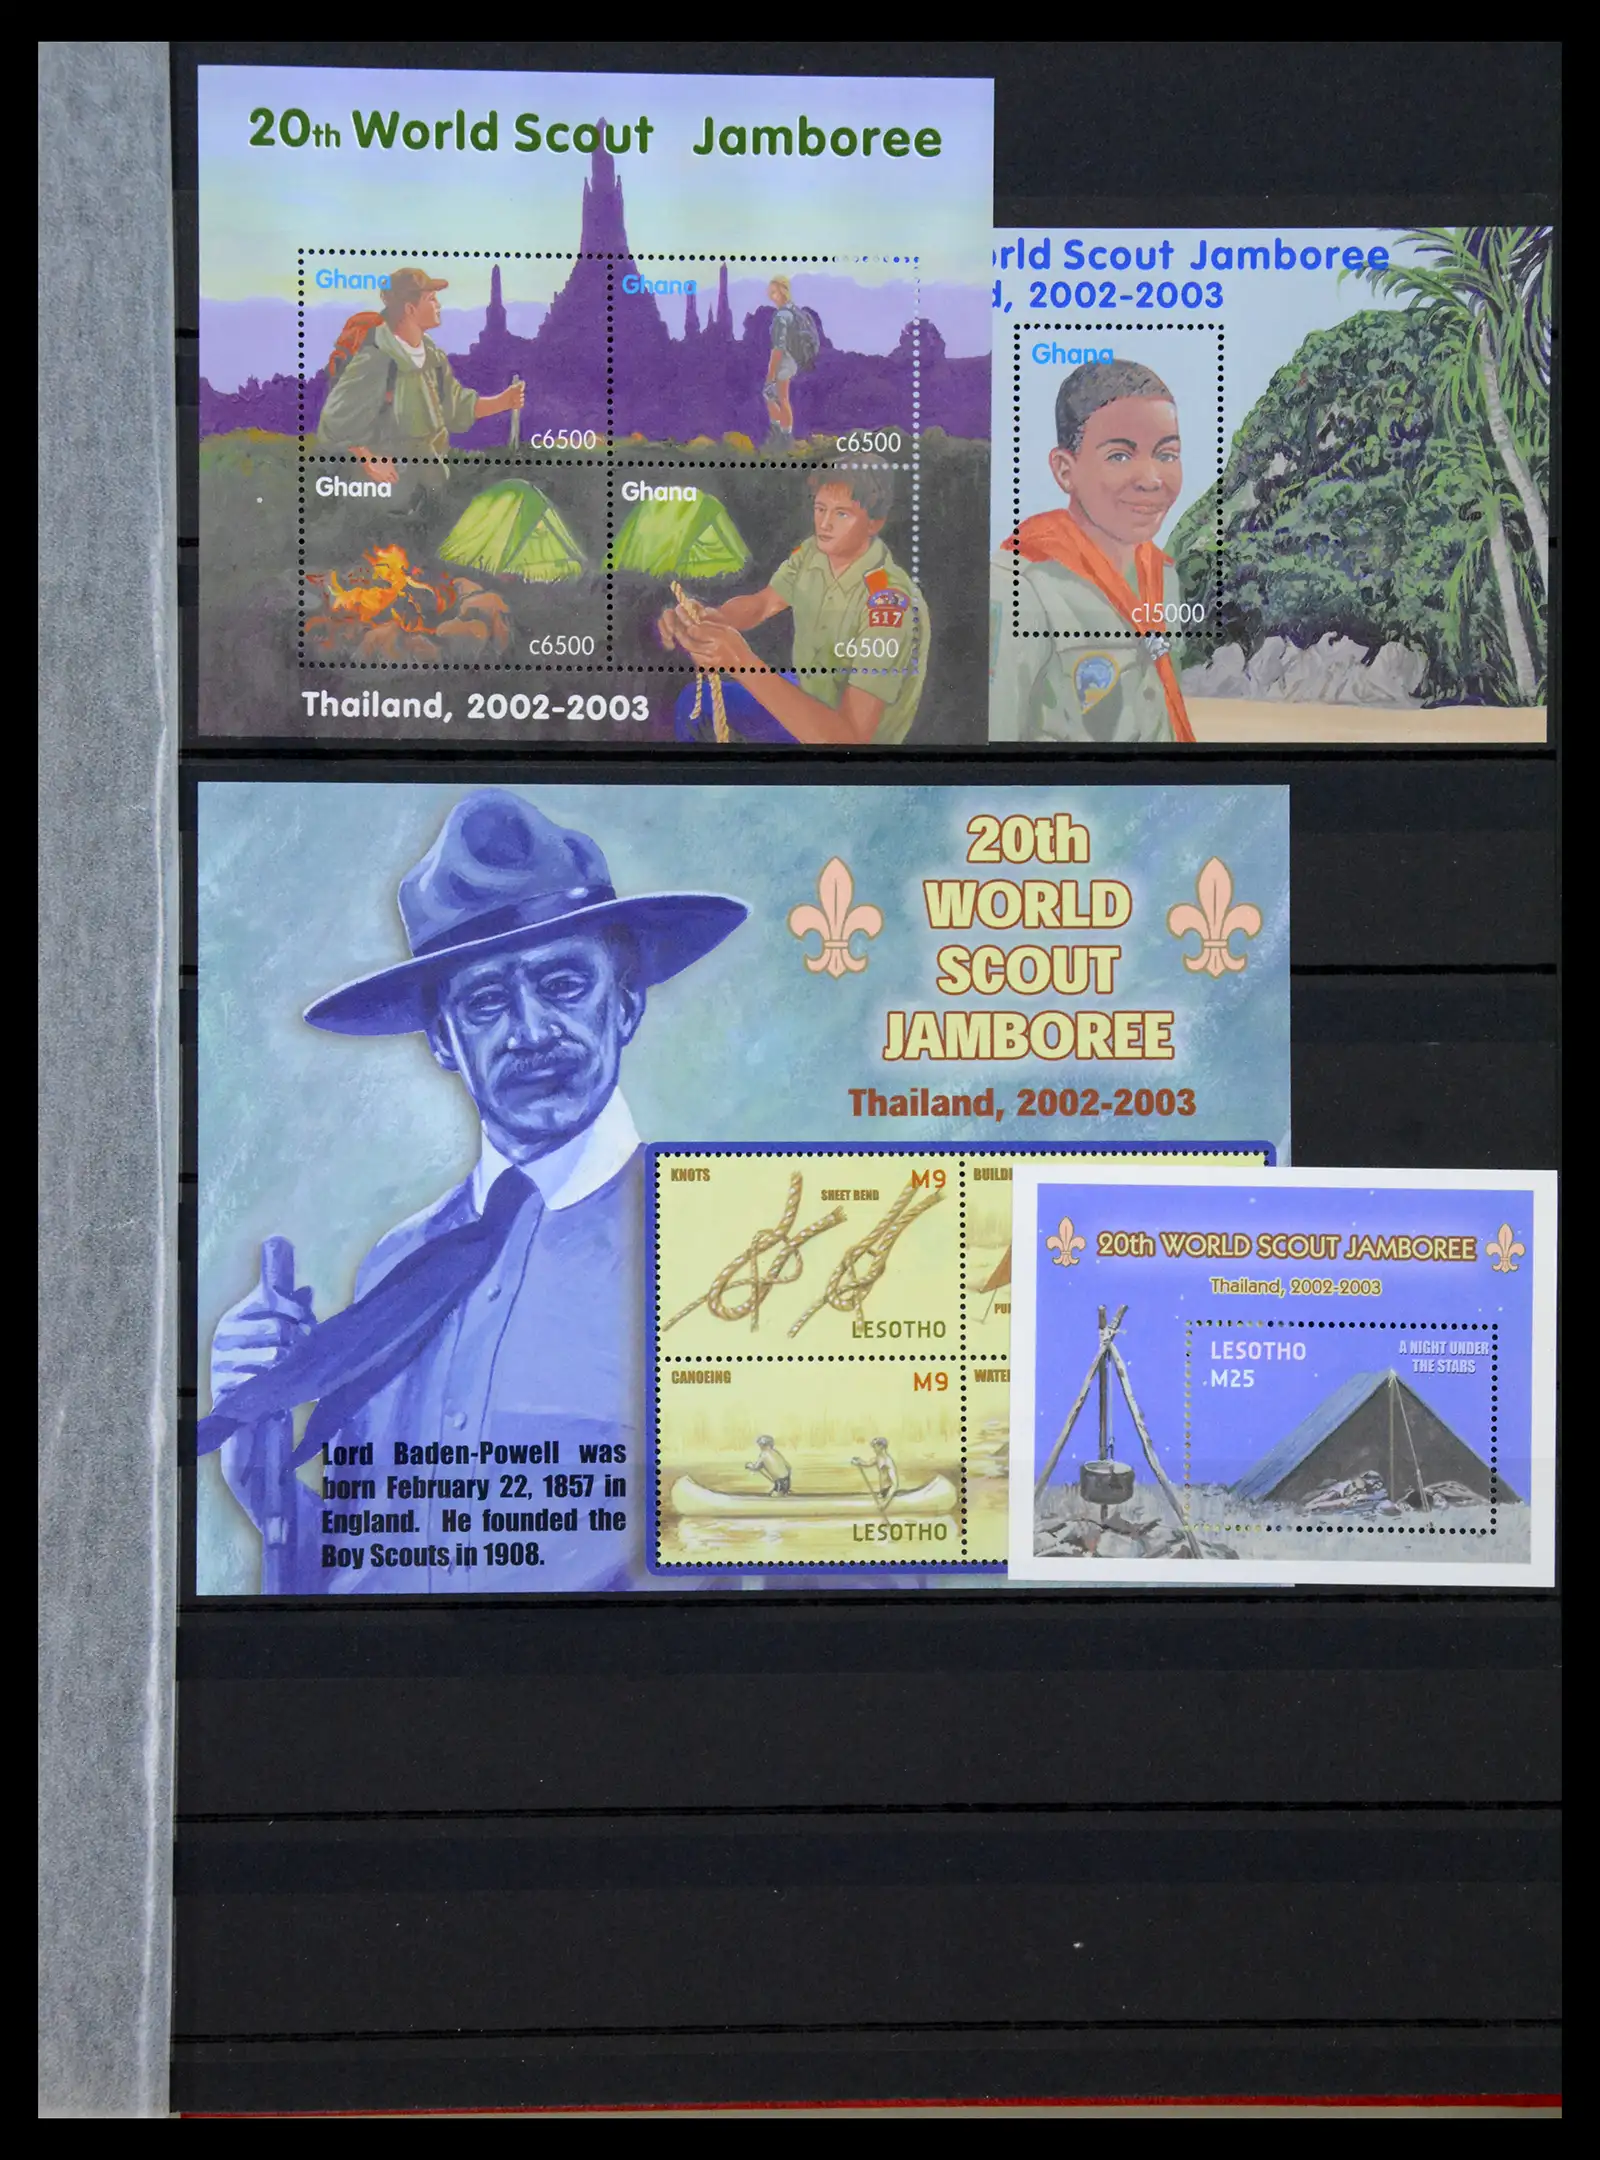 20th World Scout Jamboree
Ghana
c6500
Ghana
c6500
Ghana
c6500
Ghana
517
c6500
Thailand, 2002-2003
Scout Jamboree
, 2002-2003
Ghana
c15000
20th
WORLD
SCOUT
JAMBOREE
Thailand, 2002-2003
KNOTS
M9
SHEET BEND
LESOTHO
CANOEING
M9
LESOTHO
Lord Baden-Powell was
born February 22, 1857 in
England. He founded the
Boy Scouts in 1908.
20th WORLD SCOUT JAMBOREE
Thailand, 2002-2003
LESOTHO
M25
A NIGHT UNDER
THE STARS